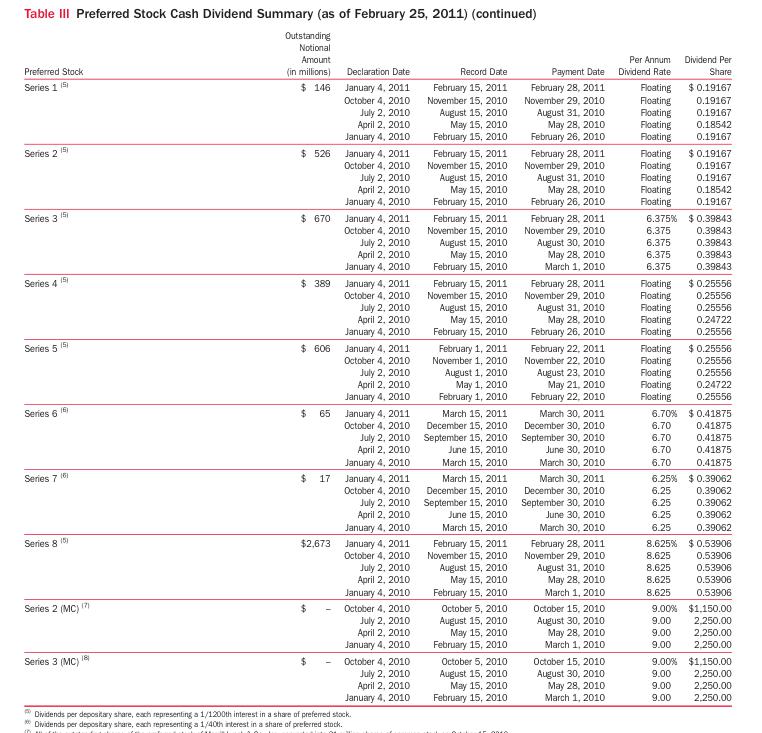 Table III Preferred Stock Cash Dividend Summary (as of February 25, 2011) (continued)
Outstanding
Notional
Amount Per Annum Dividend Per
Preferred Stock (in millions) Declaration Date Record Date Payment Date Dividend Rate Share
Series 1 (5) $ 146 January 4, 2011 February 15, 2011 February 28, 2011 Floating $ 0.19167
October 4, 2010 November 15, 2010 November 29, 2010 Floating 0.19167
July 2, 2010 August 15, 2010 August 31, 2010 Floating 0.19167
April 2, 2010 May 15, 2010 May 28, 2010 Floating 0.18542
January 4, 2010 February 15, 2010 February 26, 2010 Floating 0.19167
Series 2 (5) $ 526 January 4, 2011 February 15, 2011 February 28, 2011 Floating $ 0.19167
October 4, 2010 November 15, 2010 November 29, 2010 Floating 0.19167
July 2, 2010 August 15, 2010 August 31, 2010 Floating 0.19167
April 2, 2010 May 15, 2010 May 28, 2010 Floating 0.18542
January 4, 2010 February 15, 2010 February 26, 2010 Floating 0.19167
Series 3 (5) $ 670 January 4, 2011 February 15, 2011 February 28, 2011 6.375% $ 0.39843
October 4, 2010 November 15, 2010 November 29, 2010 6.375 0.39843
July 2, 2010 August 15, 2010 August 30, 2010 6.375 0.39843
April 2, 2010 May 15, 2010 May 28, 2010 6.375 0.39843
January 4, 2010 February 15, 2010 March 1, 2010 6.375 0.39843
Series 4 (5) $ 389 January 4, 2011 February 15, 2011 February 28, 2011 Floating $ 0.25556
October 4, 2010 November 15, 2010 November 29, 2010 Floating 0.25556
July 2, 2010 August 15, 2010 August 31, 2010 Floating 0.25556
April 2, 2010 May 15, 2010 May 28, 2010 Floating 0.24722
January 4, 2010 February 15, 2010 February 26, 2010 Floating 0.25556
Series 5 (5) $ 606 January 4, 2011 February 1, 2011 February 22, 2011 Floating $ 0.25556
October 4, 2010 November 1, 2010 November 22, 2010 Floating 0.25556
July 2, 2010 August 1, 2010 August 23, 2010 Floating 0.25556
April 2, 2010 May 1, 2010 May 21, 2010 Floating 0.24722
January 4, 2010 February 1, 2010 February 22, 2010 Floating 0.25556
Series 6 (6) $ 65 January 4, 2011 March 15, 2011 March 30, 2011 6.70% $ 0.41875
October 4, 2010 December 15, 2010 December 30, 2010 6.70 0.41875
July 2, 2010 September 15, 2010 September 30, 2010 6.70 0.41875
April 2, 2010 June 15, 2010 June 30, 2010 6.70 0.41875
January 4, 2010 March 15, 2010 March 30, 2010 6.70 0.41875
Series 7 (6) $ 17 January 4, 2011 March 15, 2011 March 30, 2011 6.25% $ 0.39062
October 4, 2010 December 15, 2010 December 30, 2010 6.25 0.39062
July 2, 2010 September 15, 2010 September 30, 2010 6.25 0.39062
April 2, 2010 June 15, 2010 June 30, 2010 6.25 0.39062
January 4, 2010 March 15, 2010 March 30, 2010 6.25 0.39062
Series 8 (5) $2,673 January 4, 2011 February 15, 2011 February 28, 2011 8.625% $ 0.53906
October 4, 2010 November 15, 2010 November 29, 2010 8.625 0.53906
July 2, 2010 August 15, 2010 August 31, 2010 8.625 0.53906
April 2, 2010 May 15, 2010 May 28, 2010 8.625 0.53906
January 4, 2010 February 15, 2010 March 1, 2010 8.625 0.53906
Series 2 (MC) (7) $ – October 4, 2010 October 5, 2010 October 15, 2010 9.00% $1,150.00
July 2, 2010 August 15, 2010 August 30, 2010 9.00 2,250.00
April 2, 2010 May 15, 2010 May 28, 2010 9.00 2,250.00
January 4, 2010 February 15, 2010 March 1, 2010 9.00 2,250.00
Series 3 (MC) (8) $ – October 4, 2010 October 5, 2010 October 15, 2010 9.00% $1,150.00
July 2, 2010 August 15, 2010 August 30, 2010 9.00 2,250.00
April 2, 2010 May 15, 2010 May 28, 2010 9.00 2,250.00
January 4, 2010 February 15, 2010 March 1, 2010 9.00 2,250.00
(5) Dividends per depositary share, each representing a 1/1200th interest in a share of preferred stock.
(6) Dividends per depositary share, each representing a 1/40th interest in a share of preferred stock.